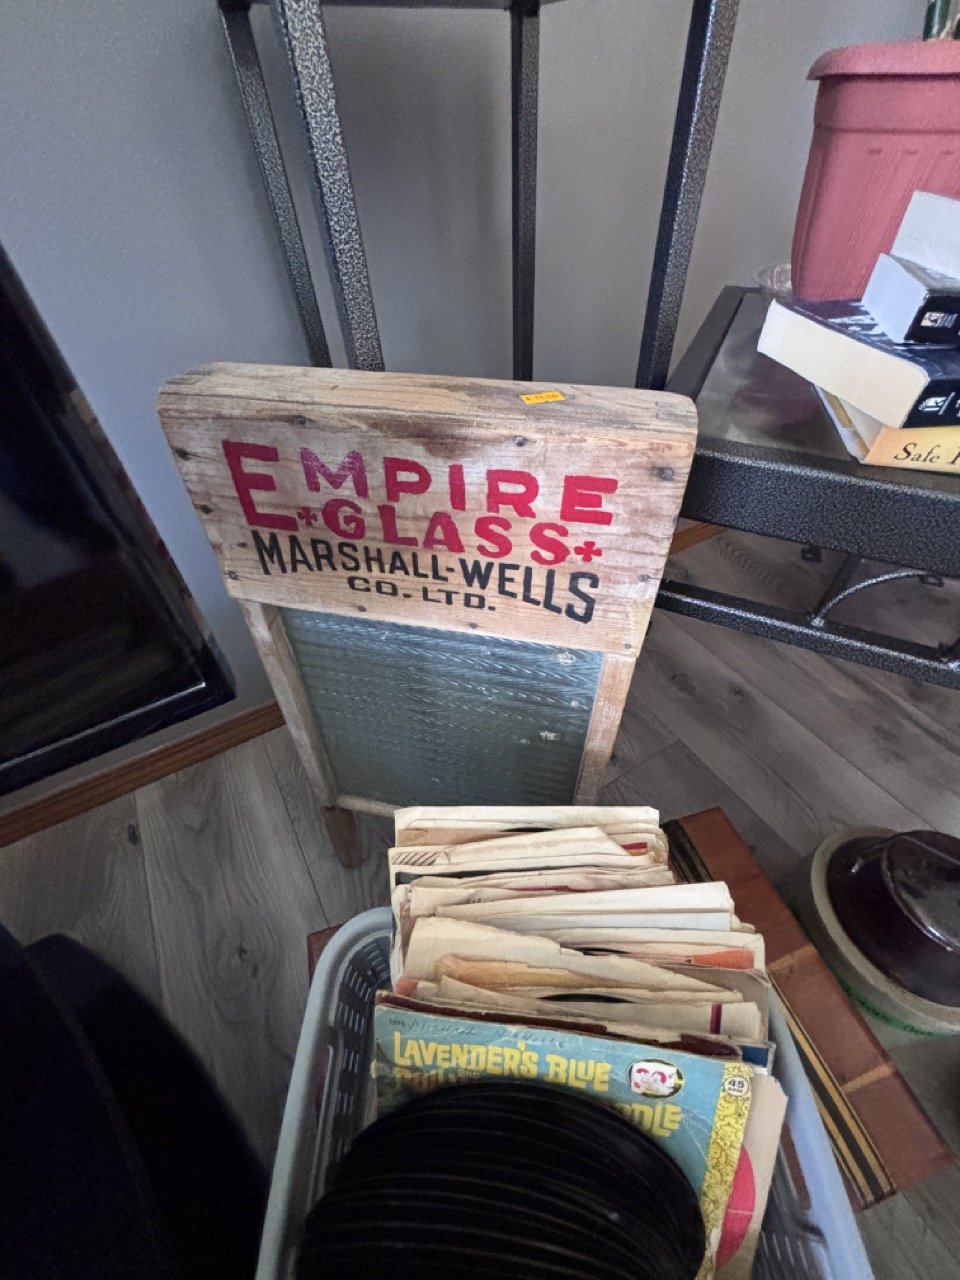 EMPIRE
GLASS
MARSHALL-WELLS
CO. LTD.
Safe
LAVENDER'S BLUE
45